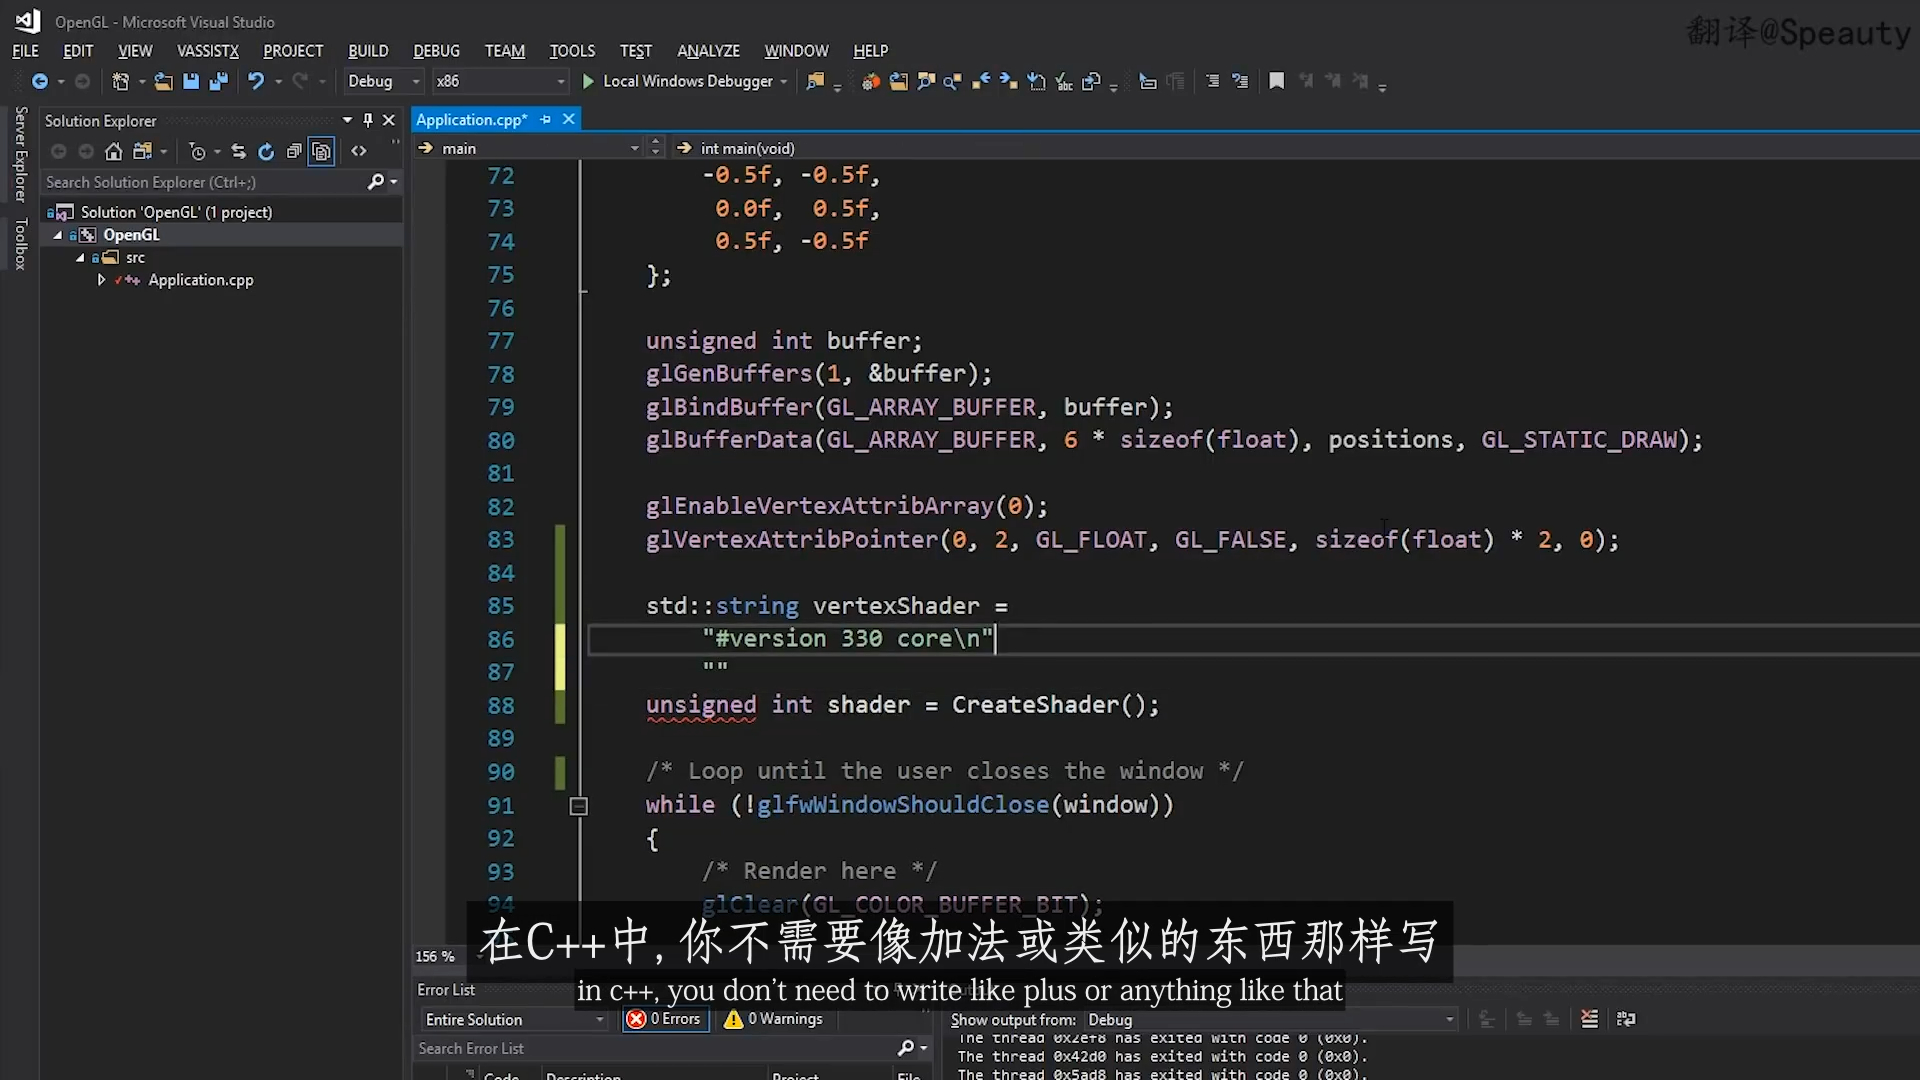 OpenGL - Microsoft Visual Studio
翻译@Speauty
FILE EDIT VIEW VASSISTX PROJECT BUILD DEBUG TEAM TOOLS TEST ANALYZE WINDOW HELP
Debug x86 Local Windows Debugger
Server Explorer
Toolbox
Solution Explorer
Search Solution Explorer (Ctrl+;)
Solution 'OpenGL' (1 project)
OpenGL
src
Application.cpp
Application.cpp*
main int main(void)
72 -0.5f, -0.5f,
73 0.0f, 0.5f,
74 0.5f, -0.5f
75 };
76
77 unsigned int buffer;
78 glGenBuffers(1, &buffer);
79 glBindBuffer(GL_ARRAY_BUFFER, buffer);
80 glBufferData(GL_ARRAY_BUFFER, 6 * sizeof(float), positions, GL_STATIC_DRAW);
81
82 glEnableVertexAttribArray(0);
83 glVertexAttribPointer(0, 2, GL_FLOAT, GL_FALSE, sizeof(float) * 2, 0);
84
85 std::string vertexShader =
86 "#version 330 core\n"
87 ""
88 unsigned int shader = CreateShader();
89
90 /* Loop until the user closes the window */
91 while (!glfwWindowShouldClose(window))
92 {
93 /* Render here */
94 glClear(GL_COLOR_BUFFER_BIT);
在C++中, 你不需要像加法或类似的东西那样写
156 %
in c++, you don't need to write like plus or anything like that
Error List
Entire Solution 0 Errors 0 Warnings
Search Error List
Code Description Project File
Show output from: Debug
The thread 0x2ef8 has exited with code 0 (0x0).
The thread 0x42d0 has exited with code 0 (0x0).
The thread 0x5ad8 has exited with code 0 (0x0).